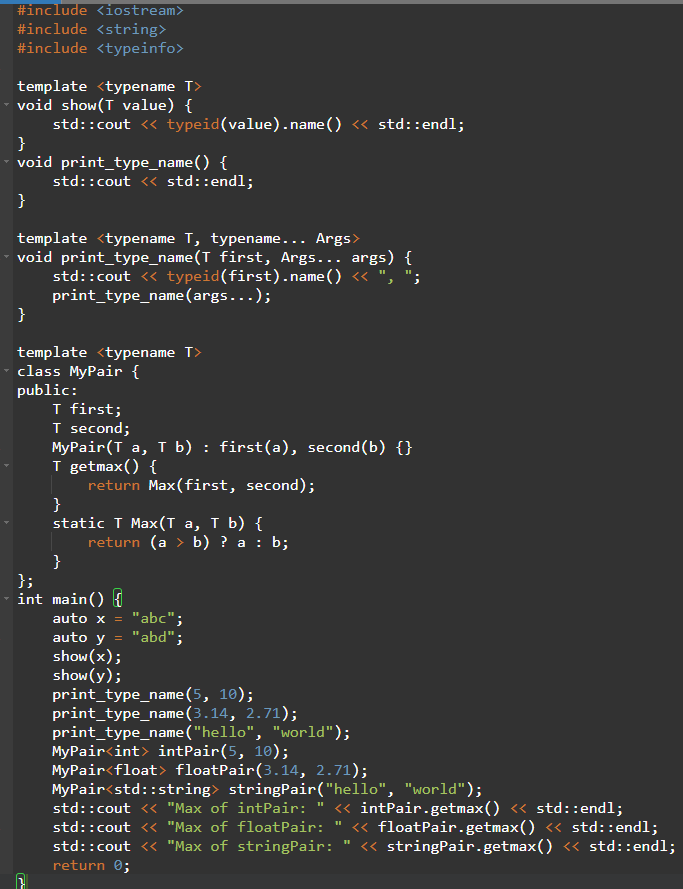 #include <iostream>
#include <string>
#include <typeinfo>

template <typename T>
void show(T value) {
    std::cout << typeid(value).name() << std::endl;
}
void print_type_name() {
    std::cout << std::endl;
}

template <typename T, typename... Args>
void print_type_name(T first, Args... args) {
    std::cout << typeid(first).name() << ", ";
    print_type_name(args...);
}

template <typename T>
class MyPair {
public:
    T first;
    T second;
    MyPair(T a, T b) : first(a), second(b) {}
    T getmax() {
        return Max(first, second);
    }
    static T Max(T a, T b) {
        return (a > b) ? a : b;
    }
};
int main() {
    auto x = "abc";
    auto y = "abd";
    show(x);
    show(y);
    print_type_name(5, 10);
    print_type_name(3.14, 2.71);
    print_type_name("hello", "world");
    MyPair<int> intPair(5, 10);
    MyPair<float> floatPair(3.14, 2.71);
    MyPair<std::string> stringPair("hello", "world");
    std::cout << "Max of intPair: " << intPair.getmax() << std::endl;
    std::cout << "Max of floatPair: " << floatPair.getmax() << std::endl;
    std::cout << "Max of stringPair: " << stringPair.getmax() << std::endl;
    return 0;
}